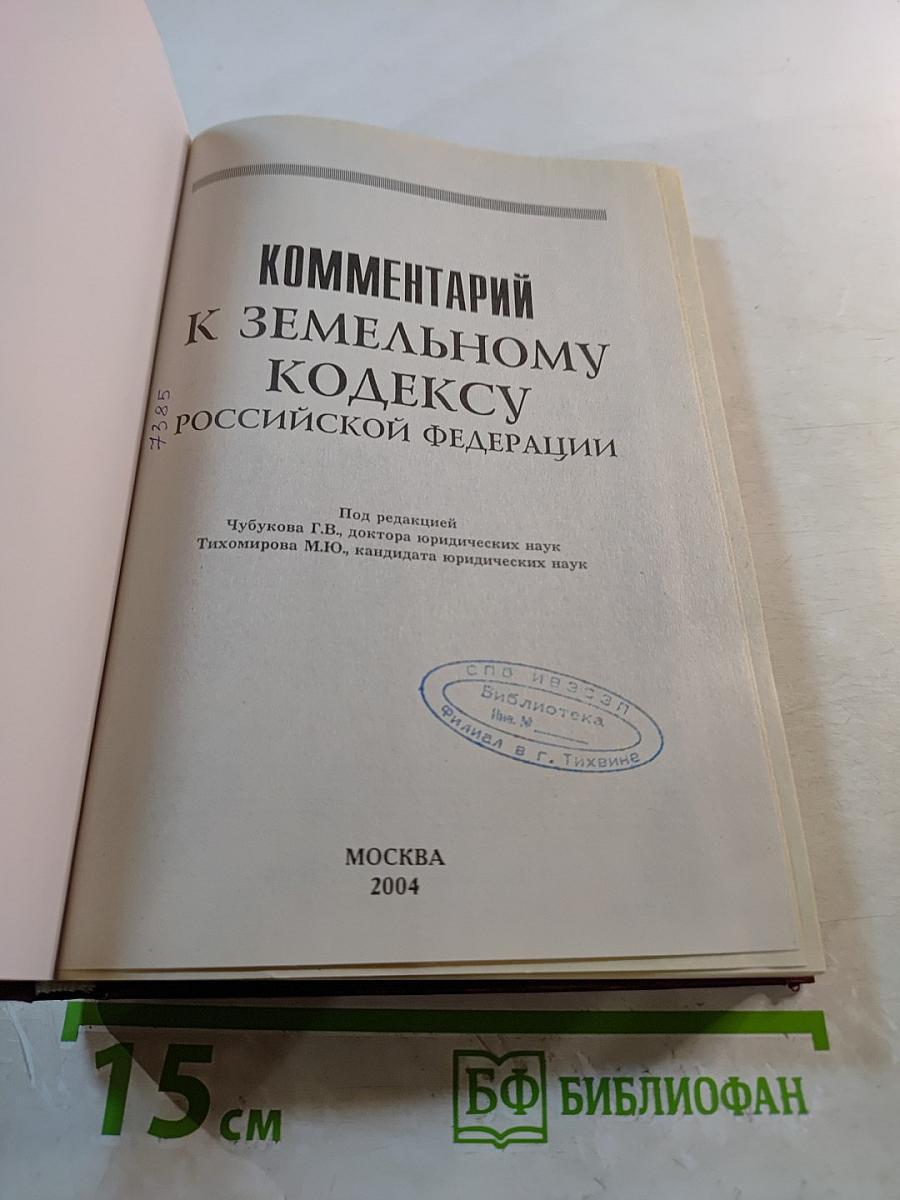 КОММЕНТАРИЙ
К ЗЕМЕЛЬНОМУ
КОДЕКСУ
РОССИЙСКОЙ ФЕДЕРАЦИИ
7385
Под редакцией
Чубукова Г.В., доктора юридических наук
Тихомирова М.Ю., кандидата юридических наук
СПб ИВЭСЭП
Библиотека
Инв. №
Филиал в г. Тихвине
МОСКВА
2004
15 см
БФ БИБЛИОФАН